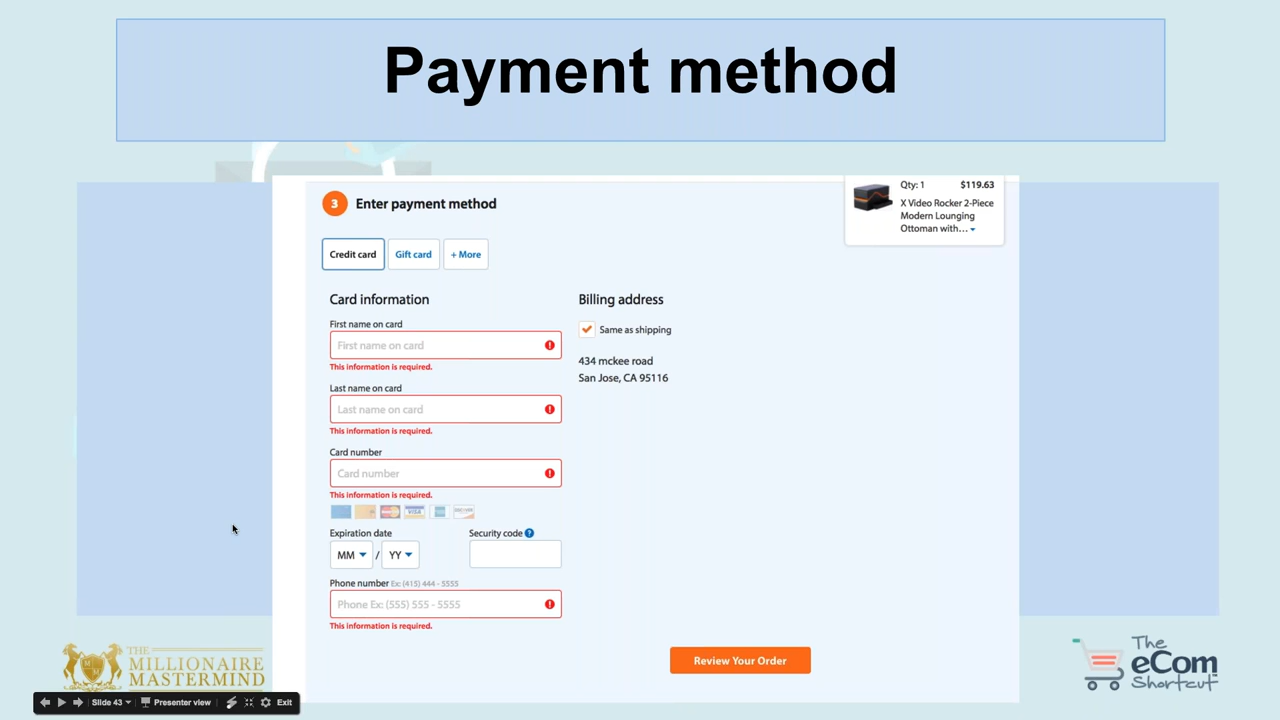 Payment method
3 Enter payment method
Qty: 1 $119.63
X Video Rocker 2-Piece
Modern Lounging
Ottoman with...
Credit card Gift card + More
Card information
First name on card
First name on card
This information is required.
Last name on card
Last name on card
This information is required.
Card number
Card number
This information is required.
VISA
Expiration date Security code ?
MM / YY
Phone number Ex: (415) 444 - 5555
Phone Ex: (555) 555 - 5555
This information is required.
Billing address
Same as shipping
434 mckee road
San Jose, CA 95116
Review Your Order
THE
MILLIONAIRE
MASTERMIND
The
eCom
Shortcut
Slide 43 Presenter view Exit